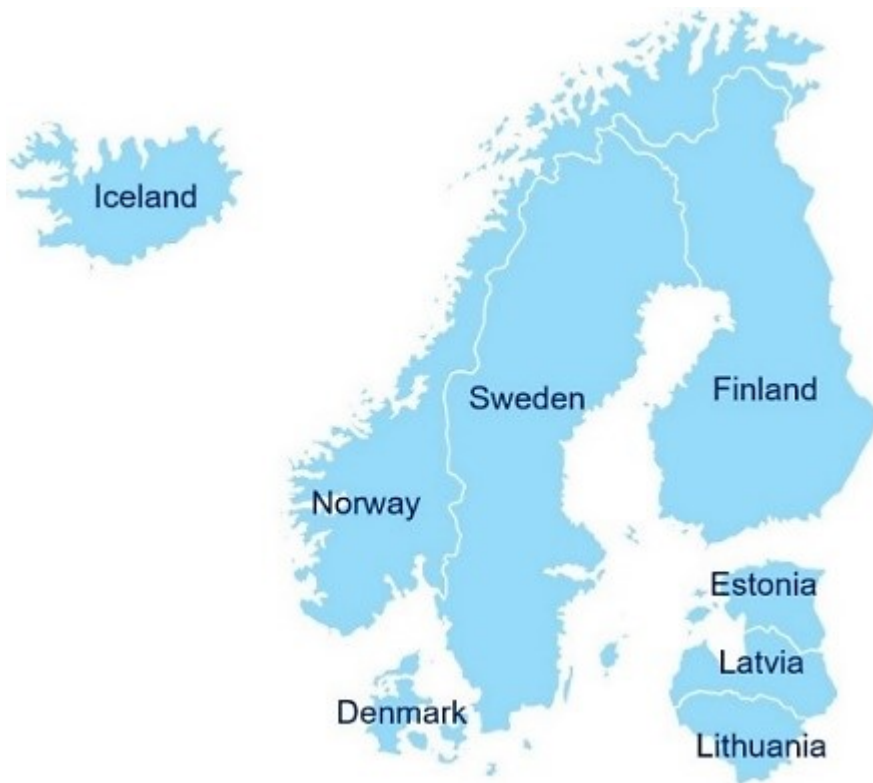 Iceland
Sweden
Finland
Norway
Estonia
Latvia
Denmark
Lithuania